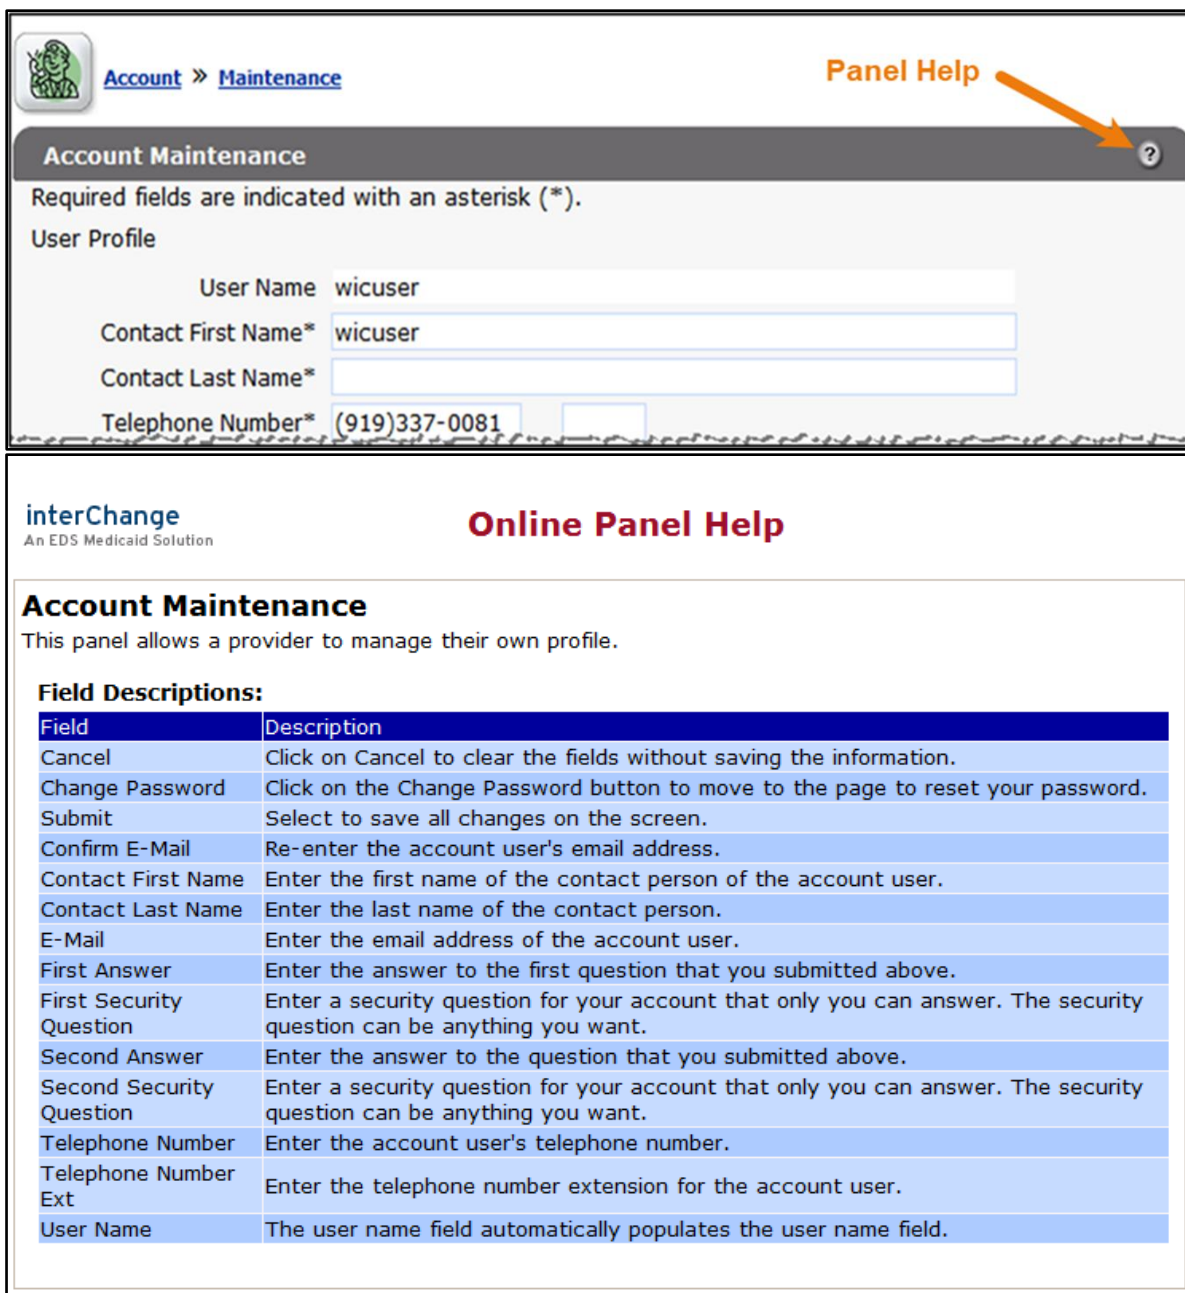 Account » Maintenance
Panel Help
Account Maintenance
?
Required fields are indicated with an asterisk (*).
User Profile
User Name wicuser
Contact First Name* wicuser
Contact Last Name*
Telephone Number* (919)337-0081
interChange
An EDS Medicaid Solution
Online Panel Help
Account Maintenance
This panel allows a provider to manage their own profile.
Field Descriptions:
Field Description
Cancel Click on Cancel to clear the fields without saving the information.
Change Password Click on the Change Password button to move to the page to reset your password.
Submit Select to save all changes on the screen.
Confirm E-Mail Re-enter the account user's email address.
Contact First Name Enter the first name of the contact person of the account user.
Contact Last Name Enter the last name of the contact person.
E-Mail Enter the email address of the account user.
First Answer Enter the answer to the first question that you submitted above.
First Security Question
Enter a security question for your account that only you can answer. The security
question can be anything you want.
Second Answer Enter the answer to the question that you submitted above.
Second Security Question
Enter a security question for your account that only you can answer. The security
question can be anything you want.
Telephone Number Enter the account user's telephone number.
Telephone Number
Ext
Enter the telephone number extension for the account user.
User Name The user name field automatically populates the user name field.